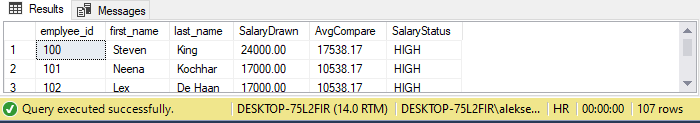 Results Messages
emplyee_id first_name last_name SalaryDrawn AvgCompare SalaryStatus
1 100 Steven King 24000.00 17538.17 HIGH
2 101 Neena Kochhar 17000.00 10538.17 HIGH
3 102 Lex De Haan 17000.00 10538.17 HIGH
Query executed successfully. DESKTOP-75L2FIR (14.0 RTM) DESKTOP-75L2FIR\alekse... HR 00:00:00 107 rows